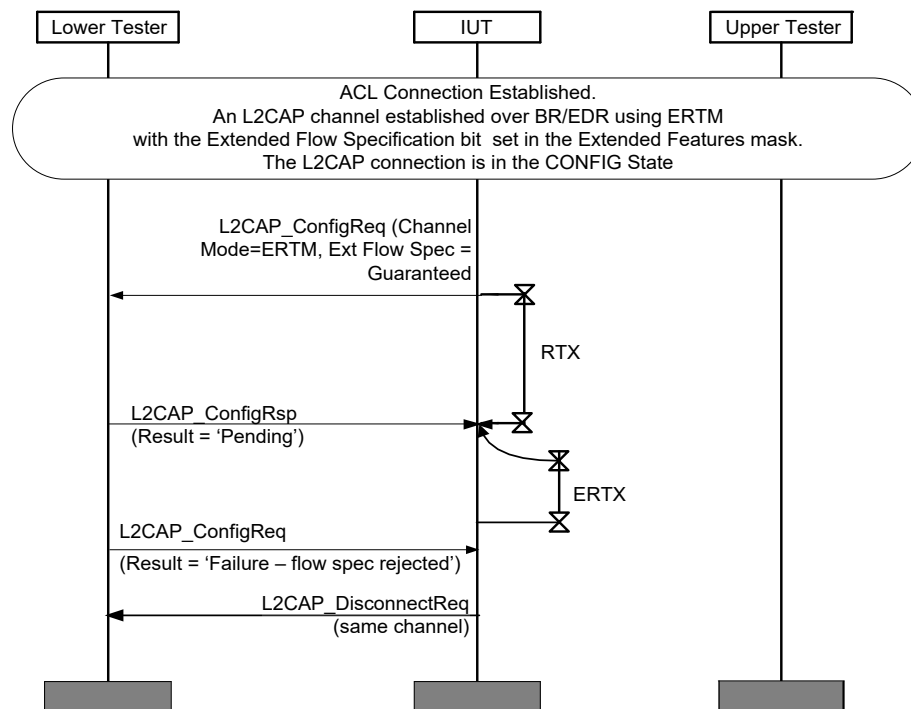 Lower Tester
IUT
Upper Tester
ACL Connection Established.
An L2CAP channel established over BR/EDR using ERTM
with the Extended Flow Specification bit set in the Extended Features mask.
The L2CAP connection is in the CONFIG State
L2CAP_ConfigReq (Channel
Mode=ERTM, Ext Flow Spec =
Guaranteed
RTX
L2CAP_ConfigRsp
(Result = ‘Pending’)
ERTX
L2CAP_ConfigReq
(Result = ‘Failure – flow spec rejected’)
L2CAP_DisconnectReq
(same channel)